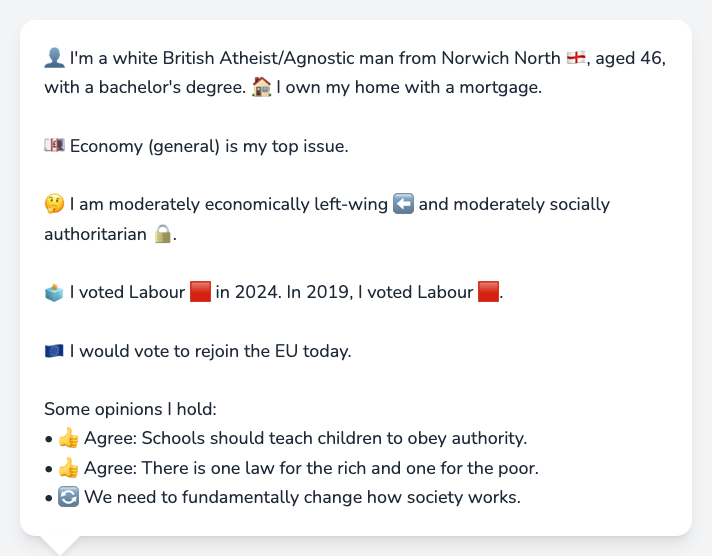 👤 I'm a white British Atheist/Agnostic man from Norwich North 🏴󠁧󠁢󠁥󠁮󠁧󠁿, aged 46,
with a bachelor's degree. 🏠 I own my home with a mortgage.
💷 Economy (general) is my top issue.
🤔 I am moderately economically left-wing ⬅️ and moderately socially
authoritarian 🔒.
🗳️ I voted Labour 🟥 in 2024. In 2019, I voted Labour 🟥.
🇪🇺 I would vote to rejoin the EU today.
Some opinions I hold:
• 👍 Agree: Schools should teach children to obey authority.
• 👍 Agree: There is one law for the rich and one for the poor.
• 🔄 We need to fundamentally change how society works.